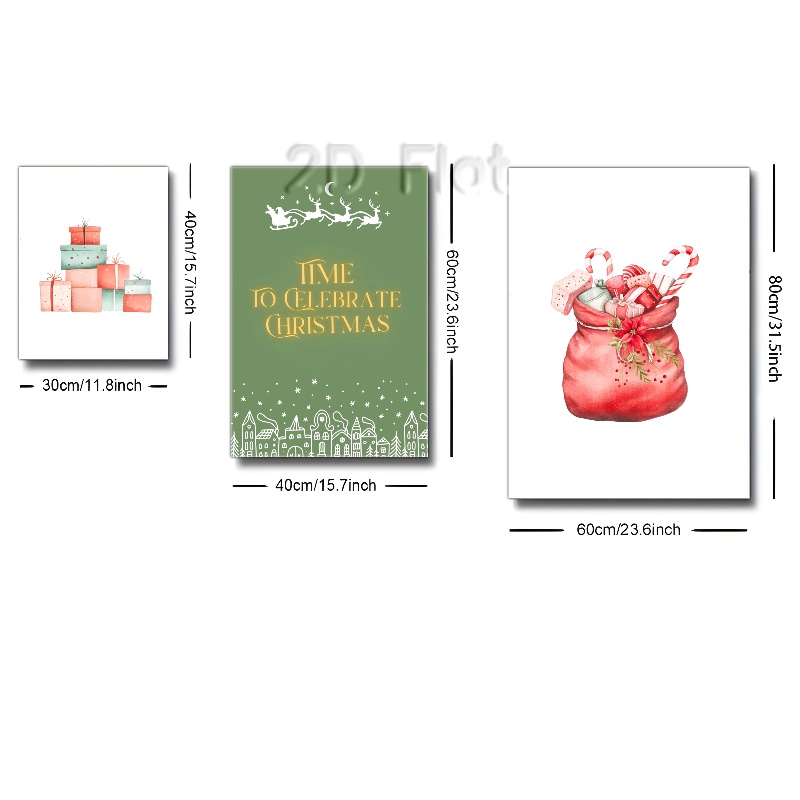 2D Flat
40cm/15.7inch
30cm/11.8inch
TIME
TO CELEBRATE
CHRISTMAS
60cm/23.6inch
40cm/15.7inch
80cm/31.5inch
60cm/23.6inch